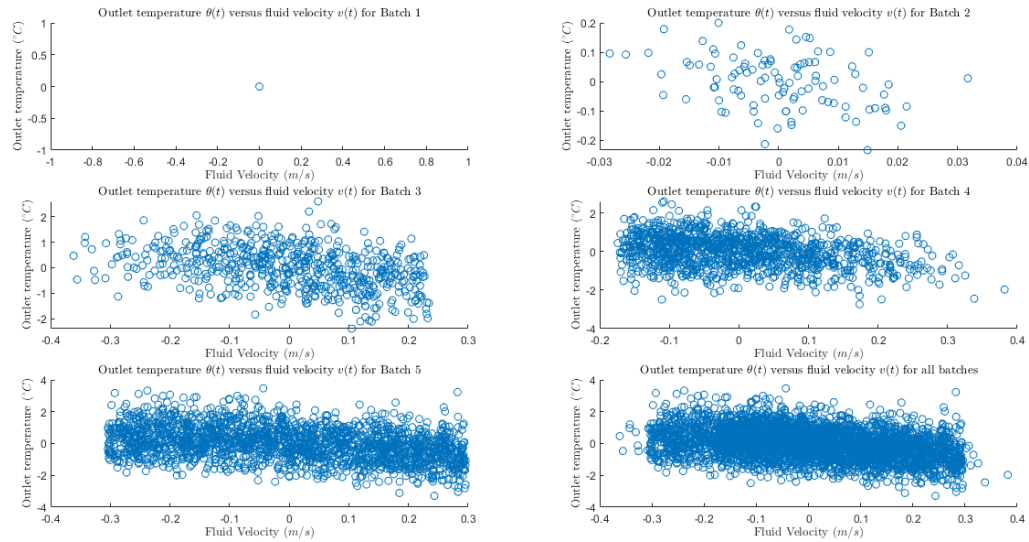 Outlet temperature θ(t) versus fluid velocity v(t) for Batch 1
Outlet temperature (°C)
1
0.5
0
-0.5
-1
-1 -0.8 -0.6 -0.4 -0.2 0 0.2 0.4 0.6 0.8 1
Fluid Velocity (m/s)
Outlet temperature θ(t) versus fluid velocity v(t) for Batch 2
Outlet temperature (°C)
0.2
0.1
0
-0.1
-0.2
-0.03 -0.02 -0.01 0 0.01 0.02 0.03 0.04
Fluid Velocity (m/s)
Outlet temperature θ(t) versus fluid velocity v(t) for Batch 3
Outlet temperature (°C)
2
1
0
-1
-2
-0.4 -0.3 -0.2 -0.1 0 0.1 0.2 0.3
Fluid Velocity (m/s)
Outlet temperature θ(t) versus fluid velocity v(t) for Batch 4
Outlet temperature (°C)
2
0
-2
-4
-0.2 -0.1 0 0.1 0.2 0.3 0.4
Fluid Velocity (m/s)
Outlet temperature θ(t) versus fluid velocity v(t) for Batch 5
Outlet temperature (°C)
4
2
0
-2
-4
-0.4 -0.3 -0.2 -0.1 0 0.1 0.2 0.3
Fluid Velocity (m/s)
Outlet temperature θ(t) versus fluid velocity v(t) for all batches
Outlet temperature (°C)
4
2
0
-2
-4
-0.4 -0.3 -0.2 -0.1 0 0.1 0.2 0.3 0.4
Fluid Velocity (m/s)